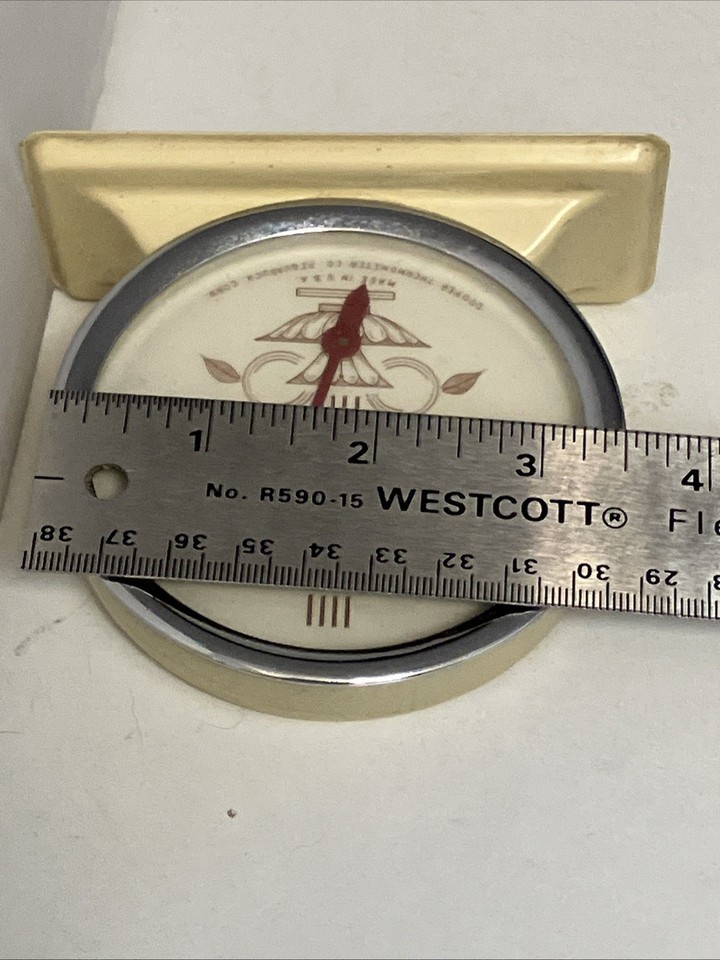 COOPER THERMOMETER CO. PEQUABUCK CONN.
MADE IN U.S.A.
1 2 3 4
No. R590-15 WESTCOTT® Fle
38 37 36 35 34 33 32 31 30 29